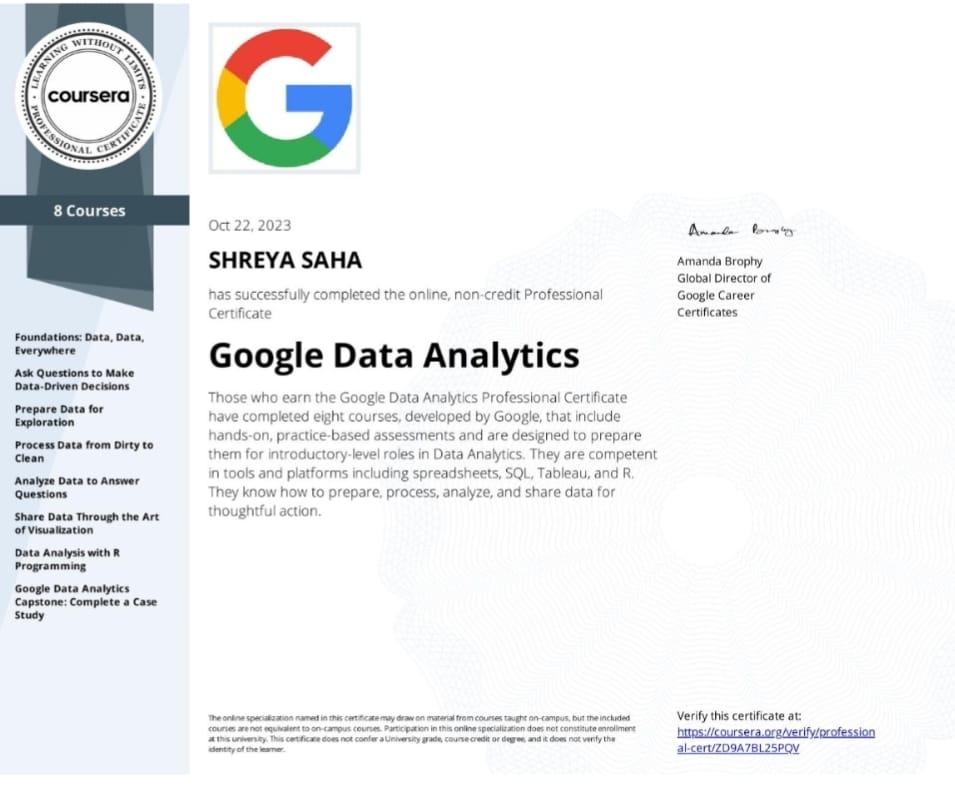 LEARNING WITHOUT LIMITS
coursera
PROFESSIONAL CERTIFICATE
8 Courses
Foundations: Data, Data,
Everywhere
Ask Questions to Make
Data-Driven Decisions
Prepare Data for
Exploration
Process Data from Dirty to
Clean
Analyze Data to Answer
Questions
Share Data Through the Art
of Visualization
Data Analysis with R
Programming
Google Data Analytics
Capstone: Complete a Case
Study
G
Oct 22, 2023
SHREYA SAHA
has successfully completed the online, non-credit Professional
Certificate
Google Data Analytics
Those who earn the Google Data Analytics Professional Certificate
have completed eight courses, developed by Google, that include
hands-on, practice-based assessments and are designed to prepare
them for introductory-level roles in Data Analytics. They are competent
in tools and platforms including spreadsheets, SQL, Tableau, and R.
They know how to prepare, process, analyze, and share data for
thoughtful action.
Amanda Brophy
Amanda Brophy
Global Director of
Google Career
Certificates
The online specialization named in this certificate may draw on material from courses taught on-campus, but the included
courses are not equivalent to on-campus courses. Participation in this online specialization does not constitute enrollment
at this university. This certificate does not confer a University grade, course credit or degree, and it does not verify the
identity of the learner.
Verify this certificate at:
https://coursera.org/verify/profession
al-cert/ZD9A7BL25PQV